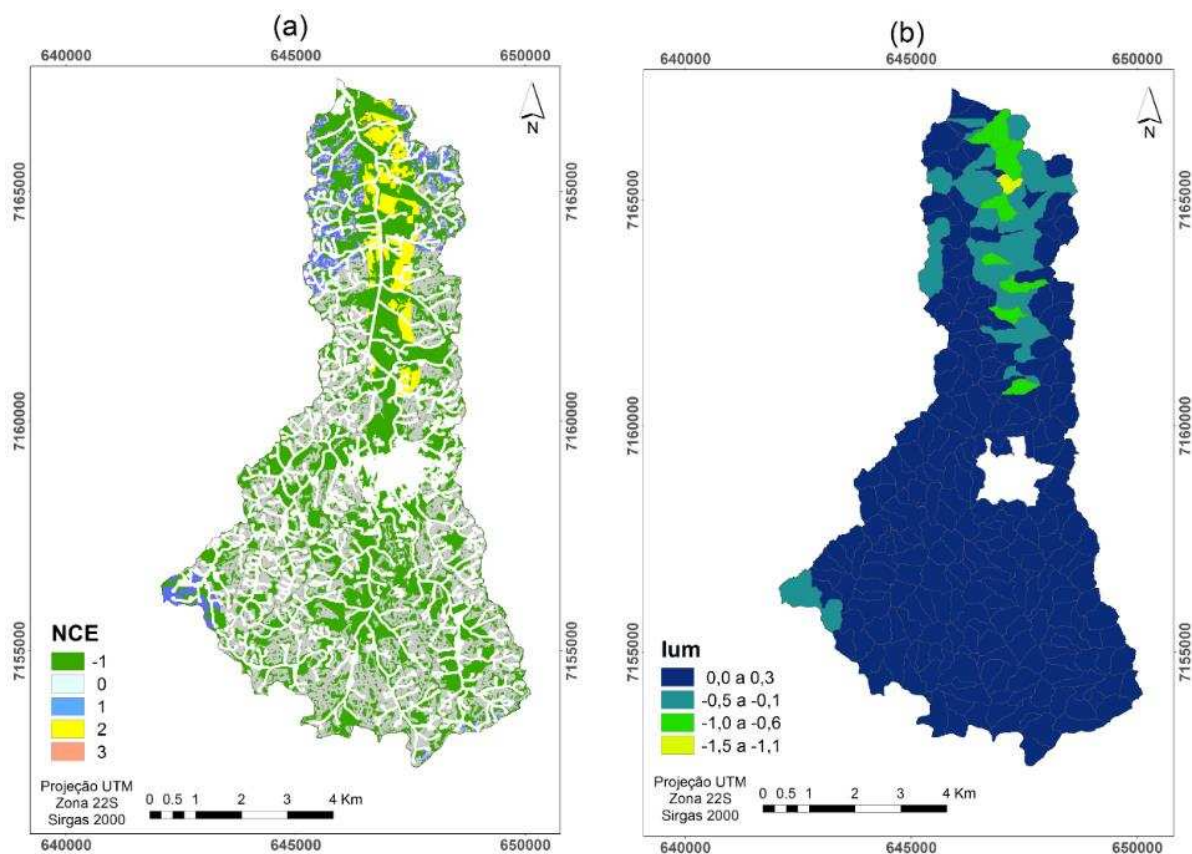 (a)
640000 645000 650000
N
7165000
7165000
7160000
7160000
7155000
7155000
NCE
-1
0
1
2
3
Projeção UTM
Zona 22S
Sirgas 2000
0 0.5 1 2 3 4 Km
640000 645000 650000
(b)
640000 645000 650000
N
7165000
7165000
7160000
7160000
7155000
7155000
Ium
0,0 a 0,3
-0,5 a -0,1
-1,0 a -0,6
-1,5 a -1,1
Projeção UTM
Zona 22S
Sirgas 2000
0 0.5 1 2 3 4 Km
640000 645000 650000